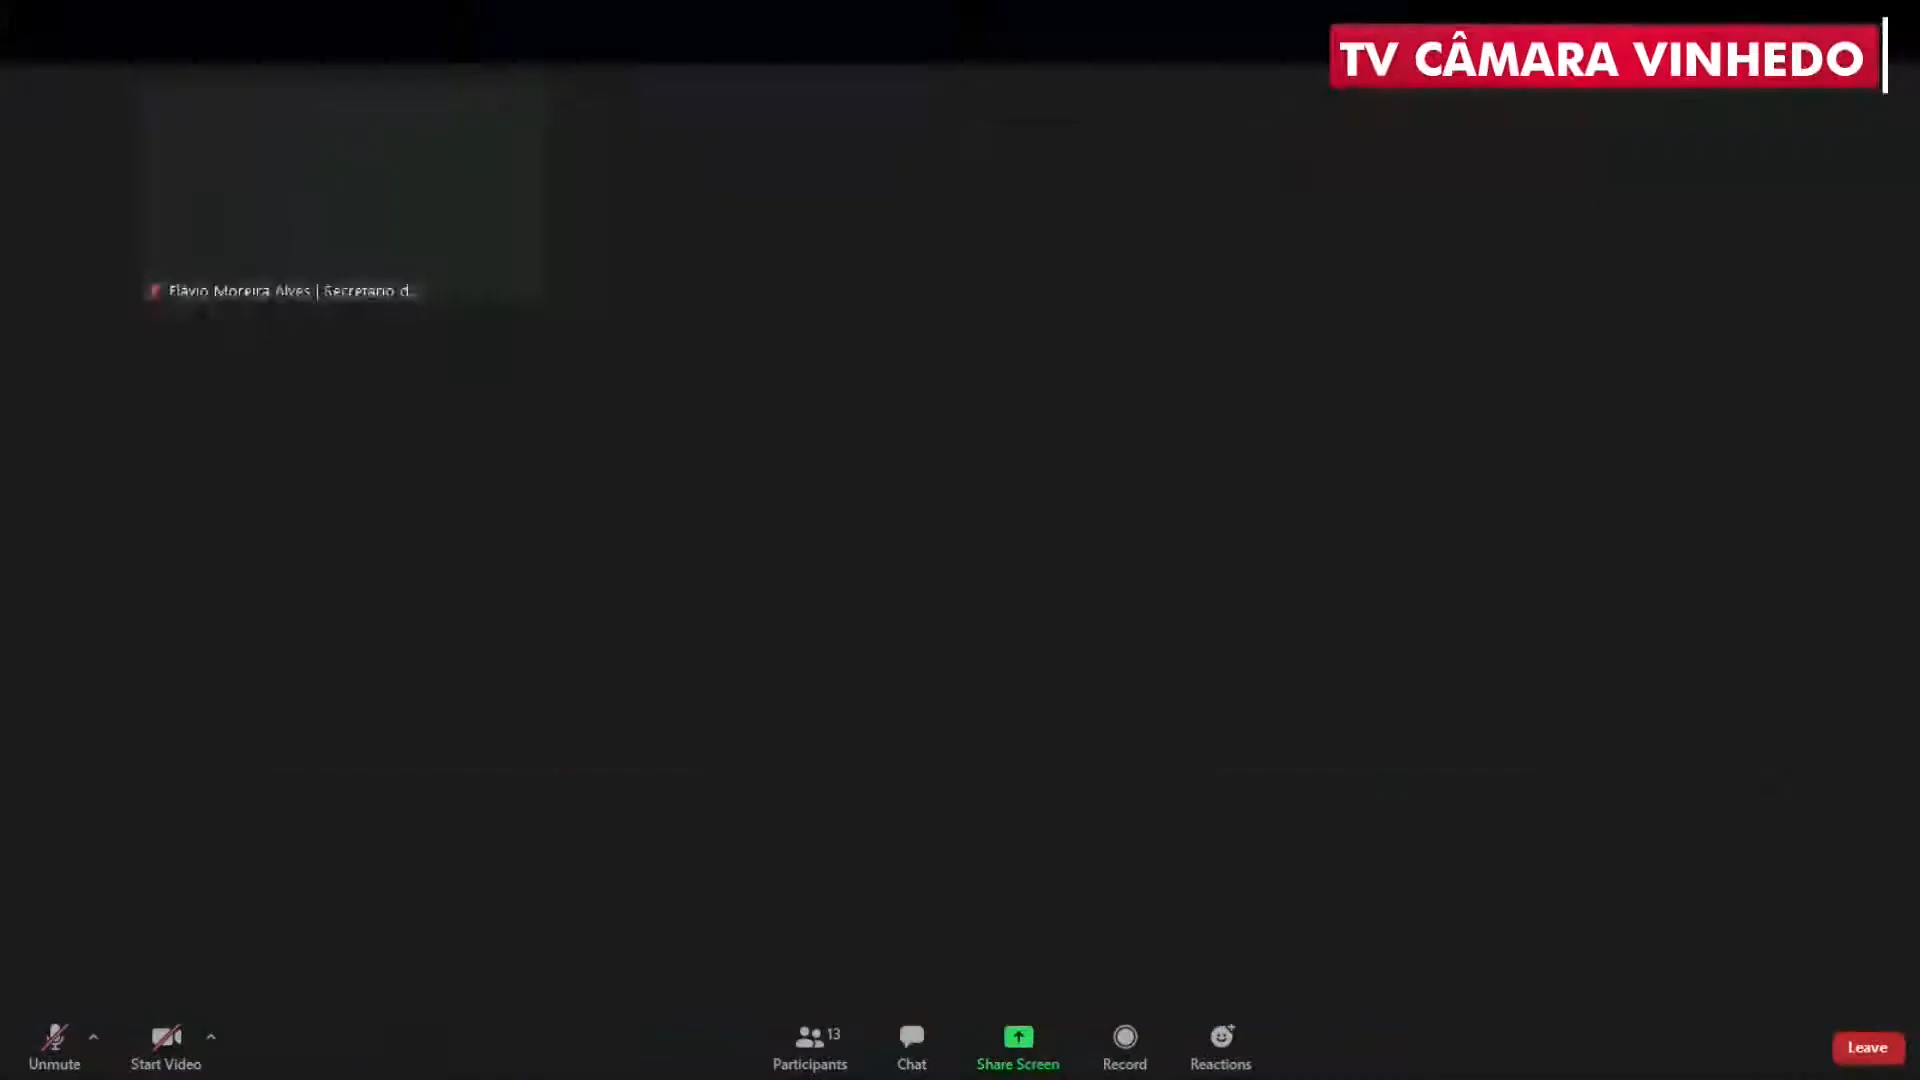 TV CÂMARA VINHEDO
Flávio Moreira Alves | Secretario d...
13
Unmute
Start Video
Participants
Chat
Share Screen
Record
Reactions
Leave